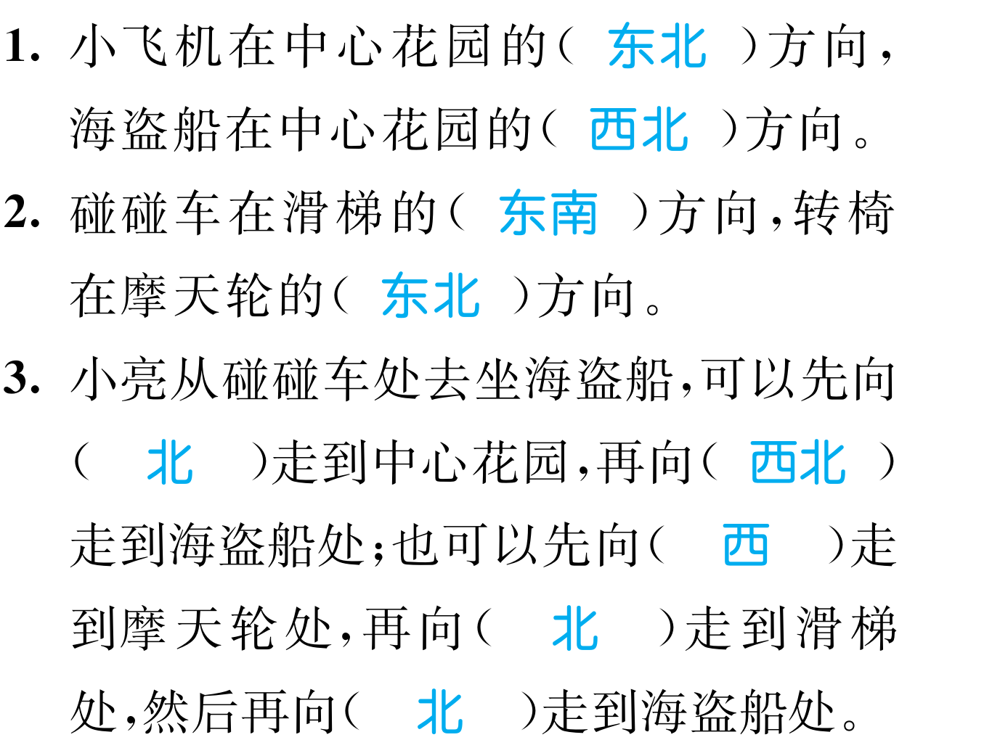 1. 小飞机在中心花园的( 东北 )方向,
海盗船在中心花园的( 西北 )方向。
2. 碰碰车在滑梯的( 东南 )方向,转椅
在摩天轮的( 东北 )方向。
3. 小亮从碰碰车处去坐海盗船,可以先向
( 北 )走到中心花园,再向( 西北 )
走到海盗船处;也可以先向( 西 )走
到摩天轮处,再向( 北 )走到滑梯
处,然后再向( 北 )走到海盗船处。